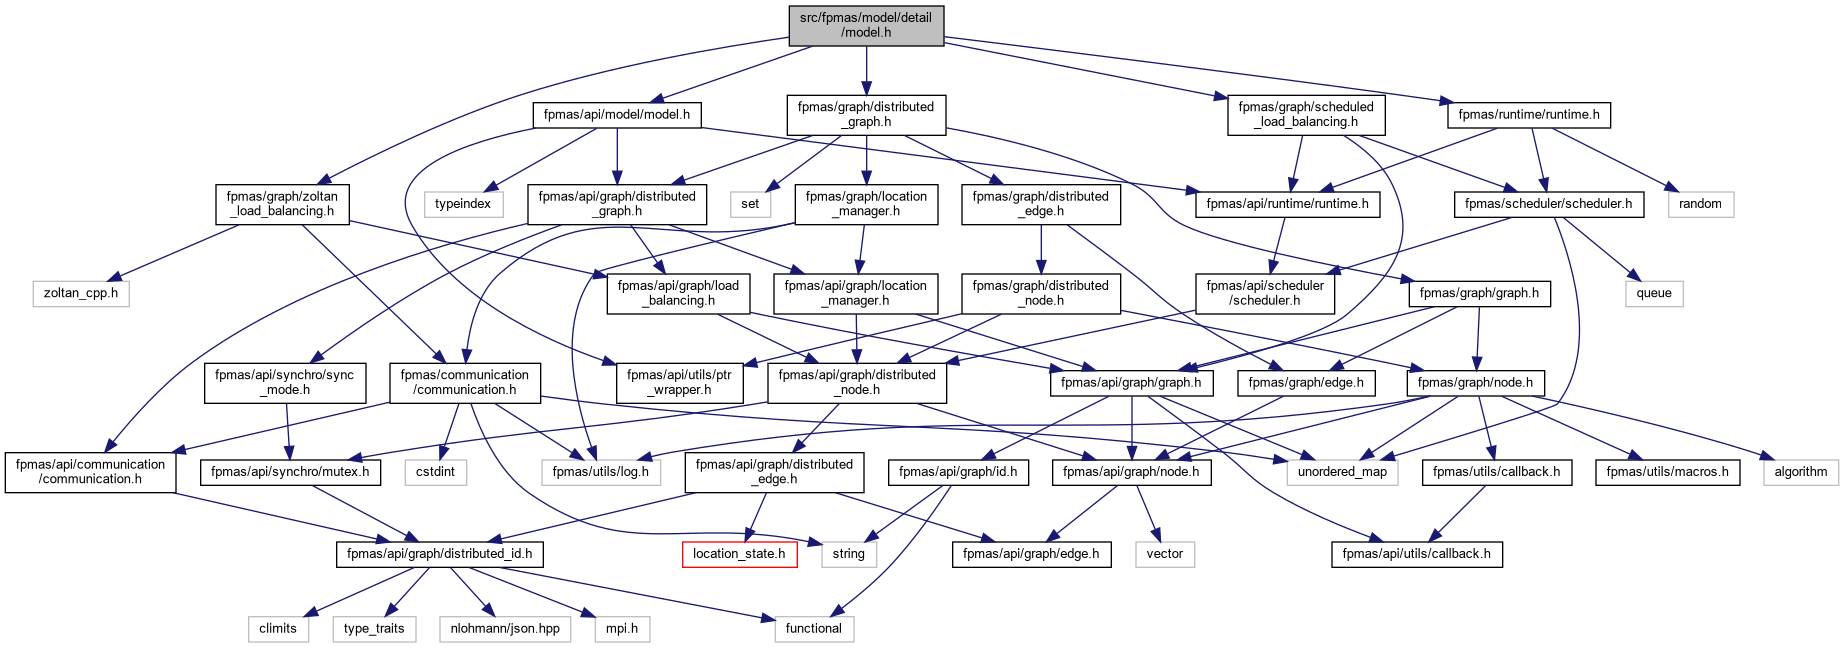 src/fpmas/model/detail
/model.h
fpmas/api/model/model.h
fpmas/graph/distributed
_graph.h
fpmas/graph/scheduled
_load_balancing.h
fpmas/runtime/runtime.h
fpmas/graph/zoltan
_load_balancing.h
typeindex
fpmas/api/graph/distributed
_graph.h
set
fpmas/graph/location
_manager.h
fpmas/graph/distributed
_edge.h
fpmas/api/runtime/runtime.h
fpmas/scheduler/scheduler.h
random
zoltan_cpp.h
fpmas/api/graph/load
_balancing.h
fpmas/api/graph/location
_manager.h
fpmas/graph/distributed
_node.h
fpmas/api/scheduler
/scheduler.h
fpmas/graph/graph.h
queue
fpmas/api/synchro/sync
_mode.h
fpmas/communication
/communication.h
fpmas/api/utils/ptr
_wrapper.h
fpmas/api/graph/distributed
_node.h
fpmas/api/graph/graph.h
fpmas/graph/edge.h
fpmas/graph/node.h
fpmas/api/communication
/communication.h
fpmas/api/synchro/mutex.h
cstdint
fpmas/utils/log.h
fpmas/api/graph/distributed
_edge.h
fpmas/api/graph/id.h
fpmas/api/graph/node.h
unordered_map
fpmas/utils/callback.h
fpmas/utils/macros.h
algorithm
fpmas/api/graph/distributed_id.h
location_state.h
string
fpmas/api/graph/edge.h
vector
fpmas/api/utils/callback.h
climits
type_traits
nlohmann/json.hpp
mpi.h
functional